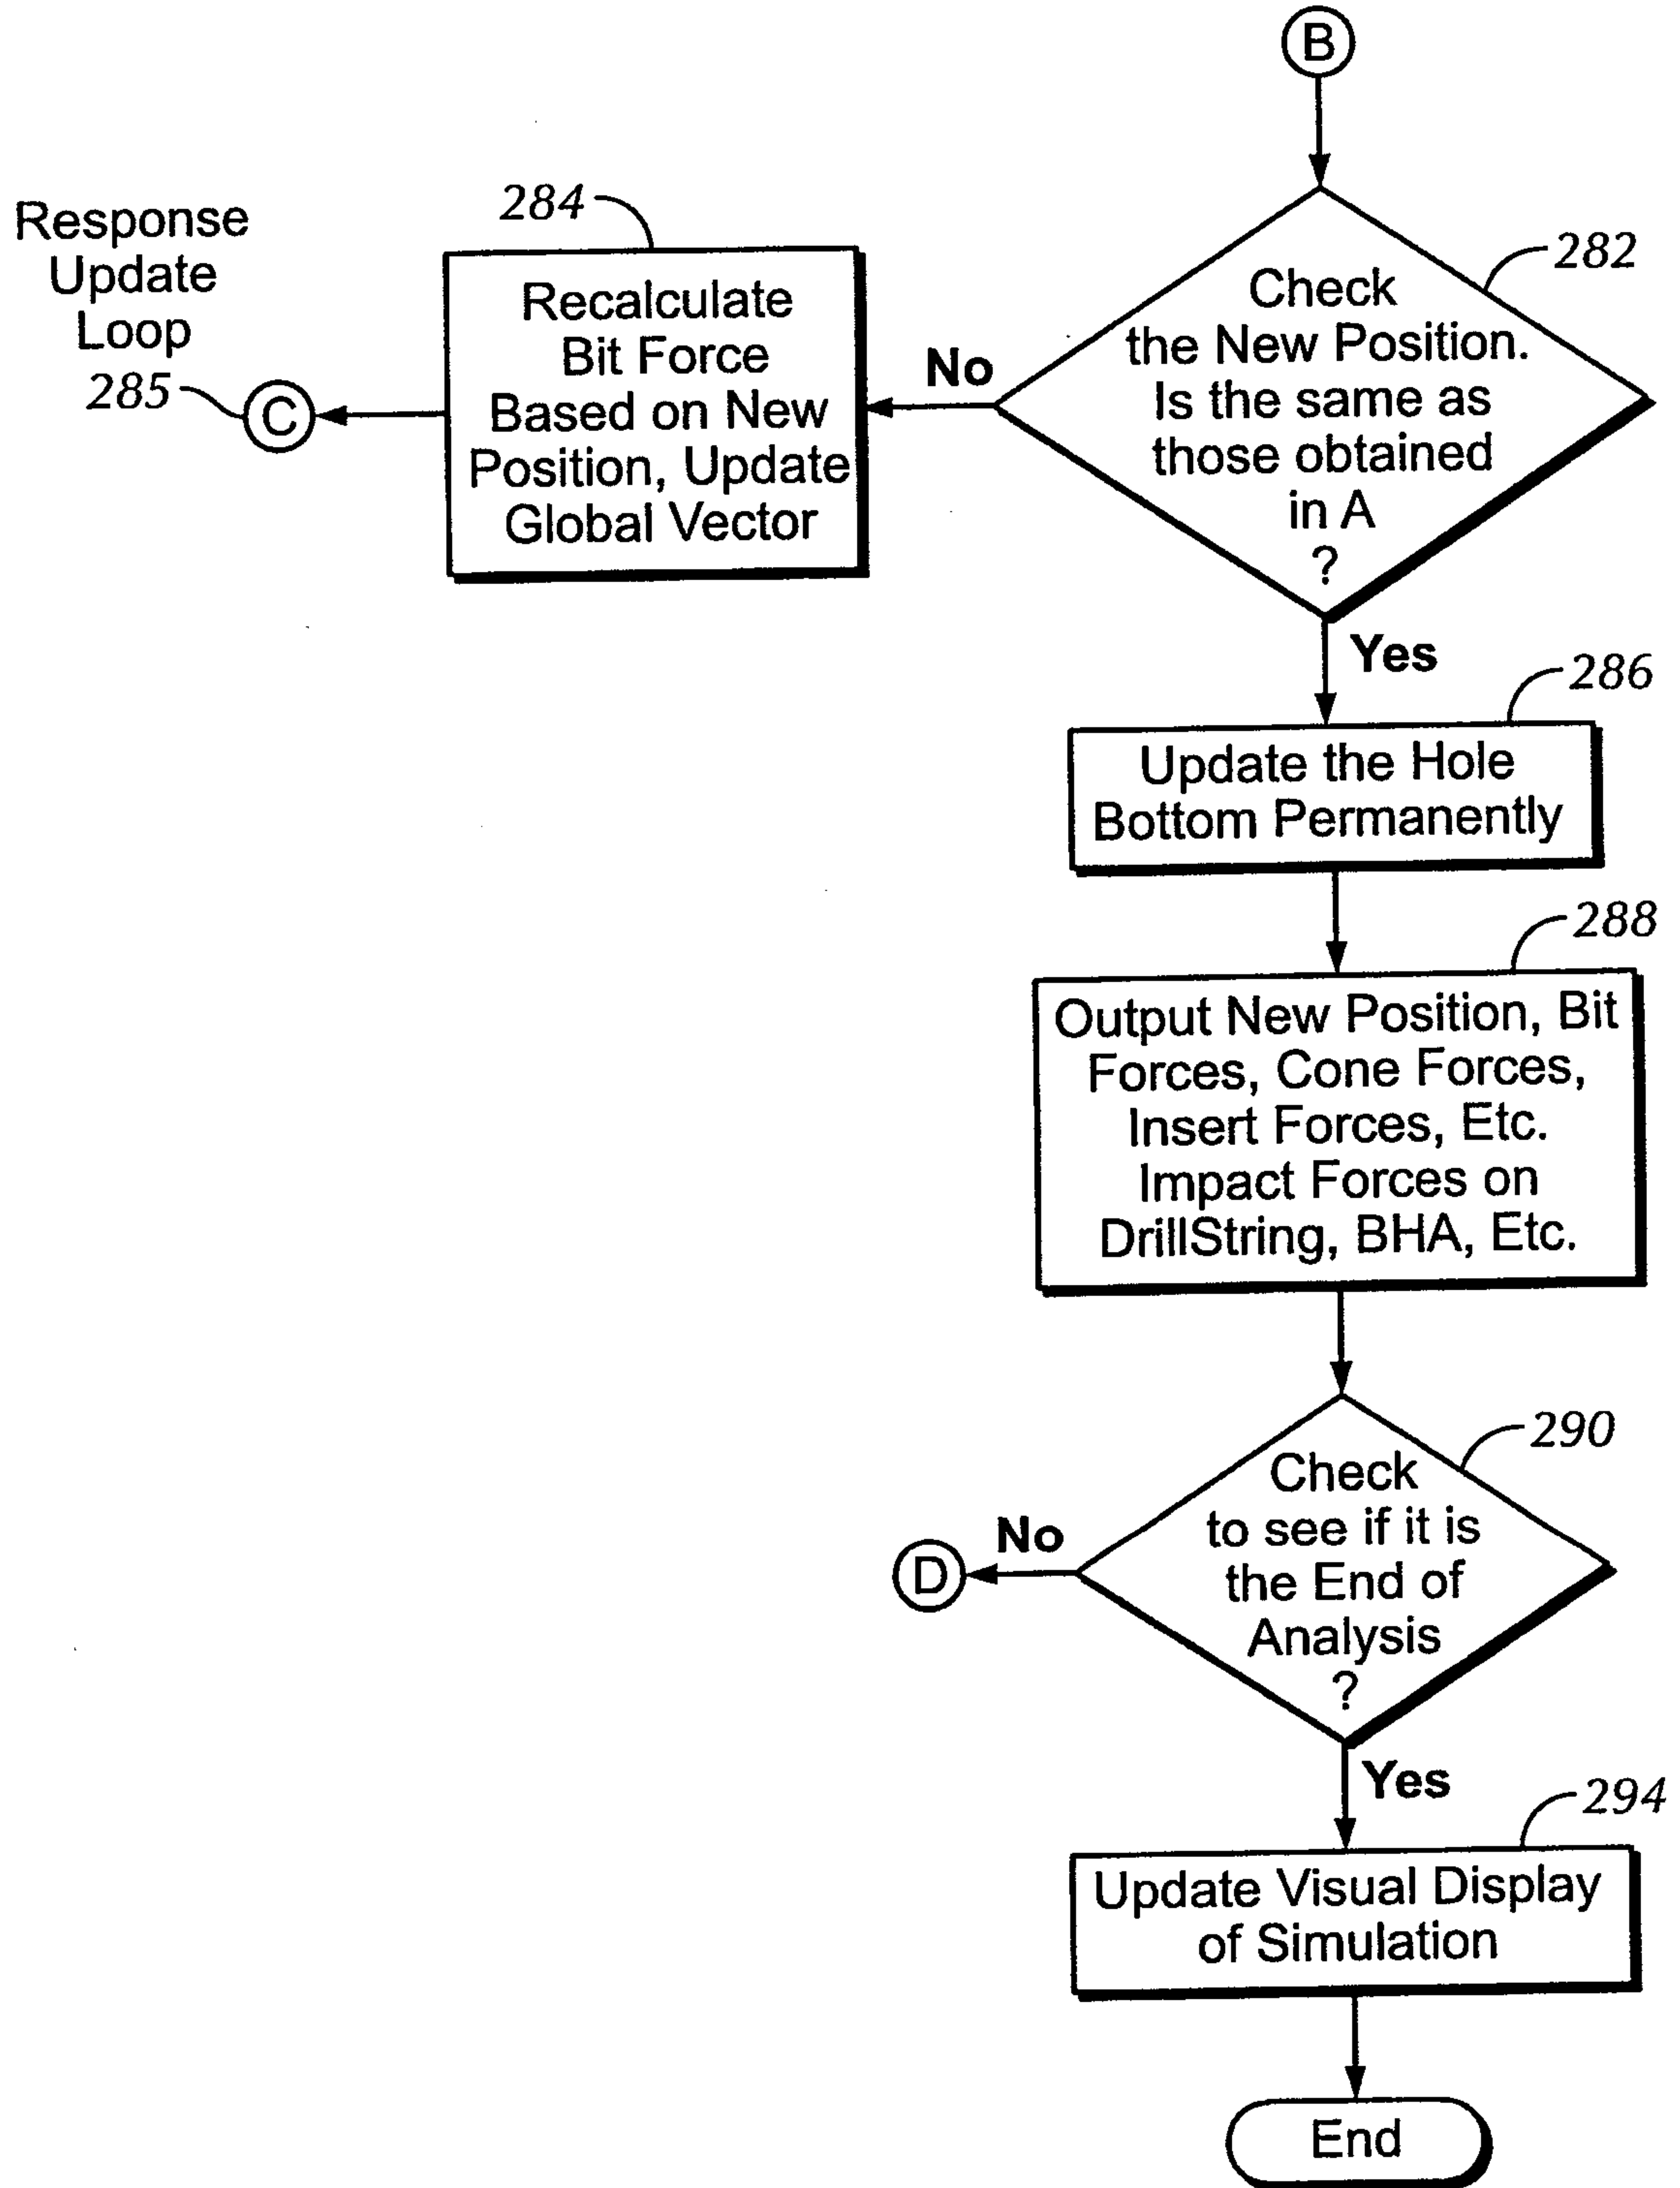 B
282
Check
the New Position.
Is the same as
those obtained
in A
?
No
284
Recalculate
Bit Force
Based on New
Position, Update
Global Vector
Response
Update
Loop
285
C
Yes
286
Update the Hole
Bottom Permanently
288
Output New Position, Bit
Forces, Cone Forces,
Insert Forces, Etc.
Impact Forces on
DrillString, BHA, Etc.
290
Check
to see if it is
the End of
Analysis
?
No
D
Yes
294
Update Visual Display
of Simulation
End